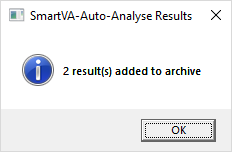 SmartVA-Auto-Analyse Results
2 result(s) added to archive
OK